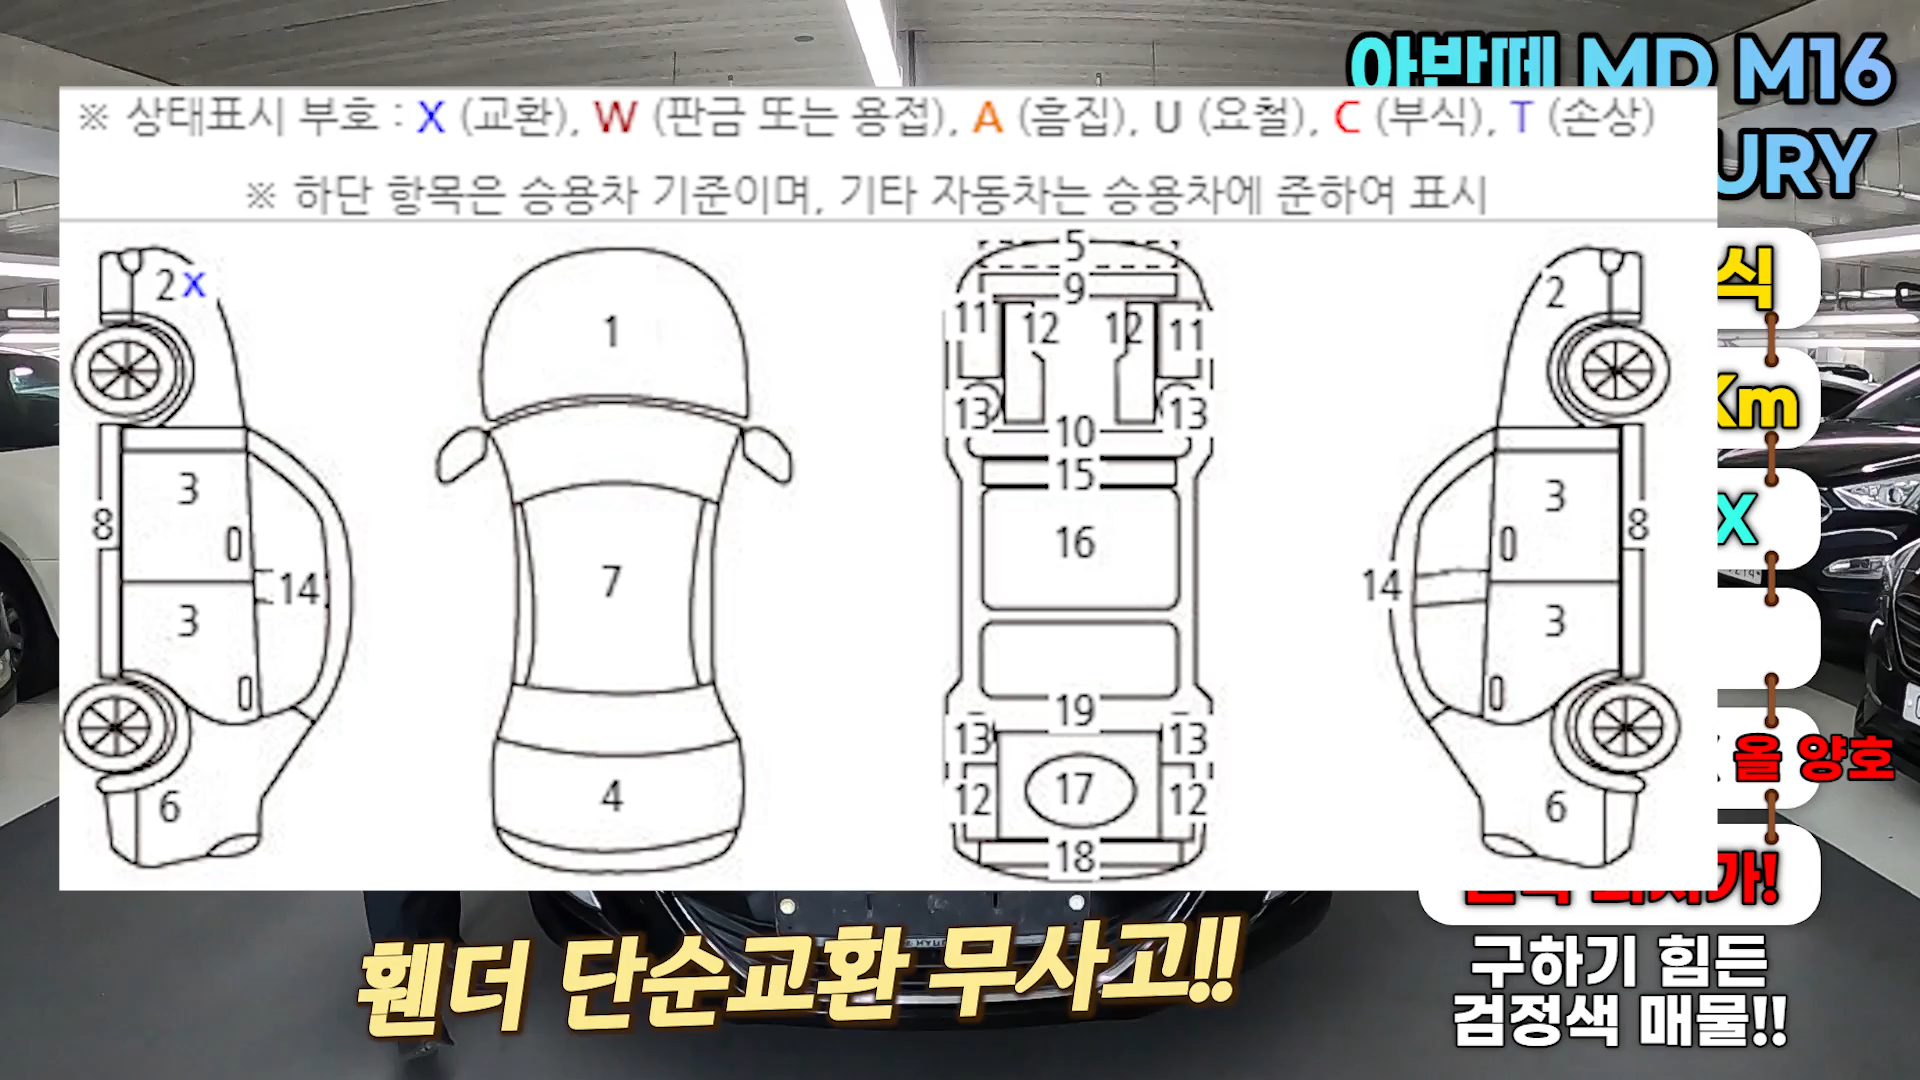 아반떼 MD M16
URY
※ 상태표시 부호 : X (교환), W (판금 또는 용접), A (흠집), U (요철), C (부식), T (손상)
※ 하단 항목은 승용차 기준이며, 기타 자동차는 승용차에 준하여 표시
2 X
3
8
14
3
6
1
7
4
5
9
11
12
12
11
13
13
10
15
16
19
13
13
12
17
12
18
2
3
8
14
3
6
식
Km
X
올 양호
가!
휀더 단순교환 무사고!!
구하기 힘든
검정색 매물!!